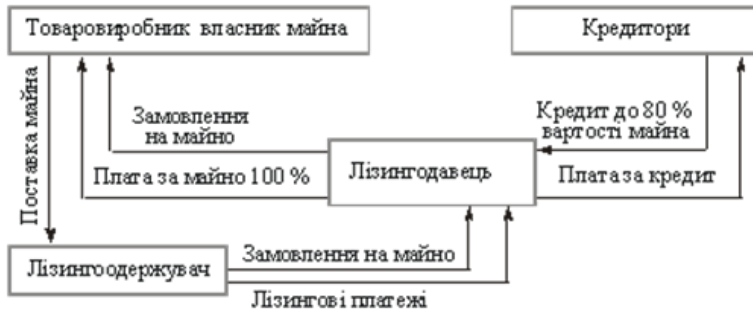 Товаровиробник власник майна
Кредитори
Поставка майна
Замовлення
на майно
Кредит до 80 %
вартості майна
Плата за майно 100 %
Лізингодавець
Плата за кредит
Лізингоодержувач
Замовлення на майно
Лізингові платежі